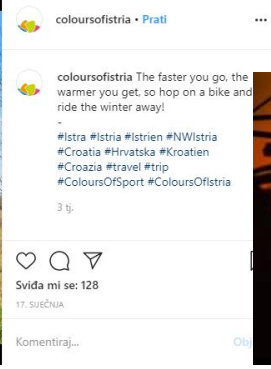 coloursofistria • Prati
coloursofistria The faster you go, the
warmer you get, so hop on a bike and
ride the winter away!
-
#Istra #Istria #Istrien #NWIstria
#Croatia #Hrvatska #Kroatien
#Croazia #travel #trip
#ColoursOfSport #ColoursOfIstria
3 tj.
Sviđa mi se: 128
17. SIJEČNJA
Komentiraj...
Obj